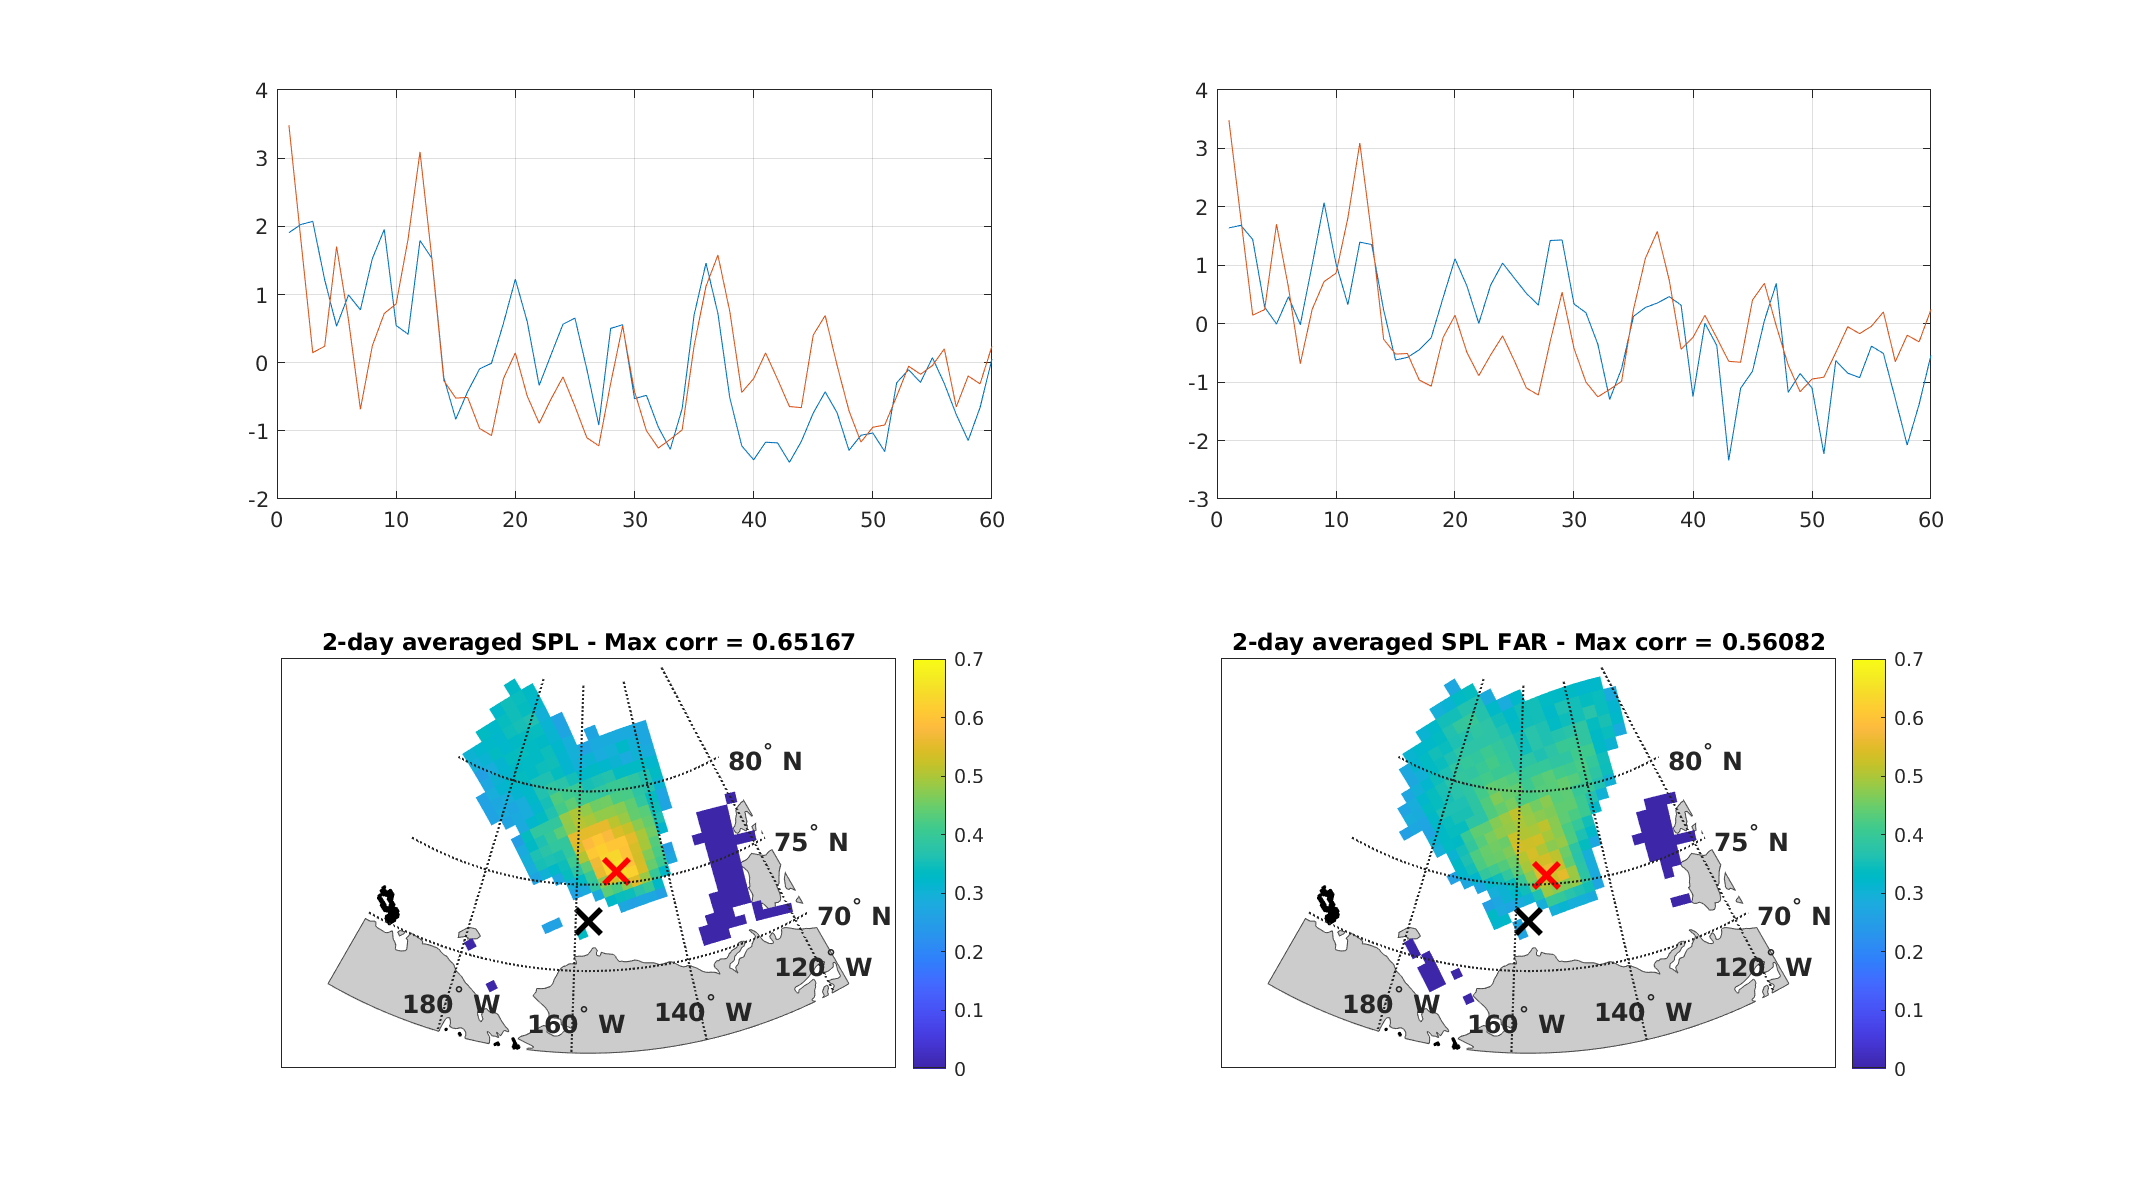 4
3
2
1
0
-1
-2
0 10 20 30 40 50 60
4
3
2
1
0
-1
-2
-3
0 10 20 30 40 50 60
2-day averaged SPL - Max corr = 0.65167
80° N
75° N
70° N
120° W
180° W
160° W
140° W
0.7
0.6
0.5
0.4
0.3
0.2
0.1
0
2-day averaged SPL FAR - Max corr = 0.56082
80° N
75° N
70° N
120° W
180° W
160° W
140° W
0.7
0.6
0.5
0.4
0.3
0.2
0.1
0